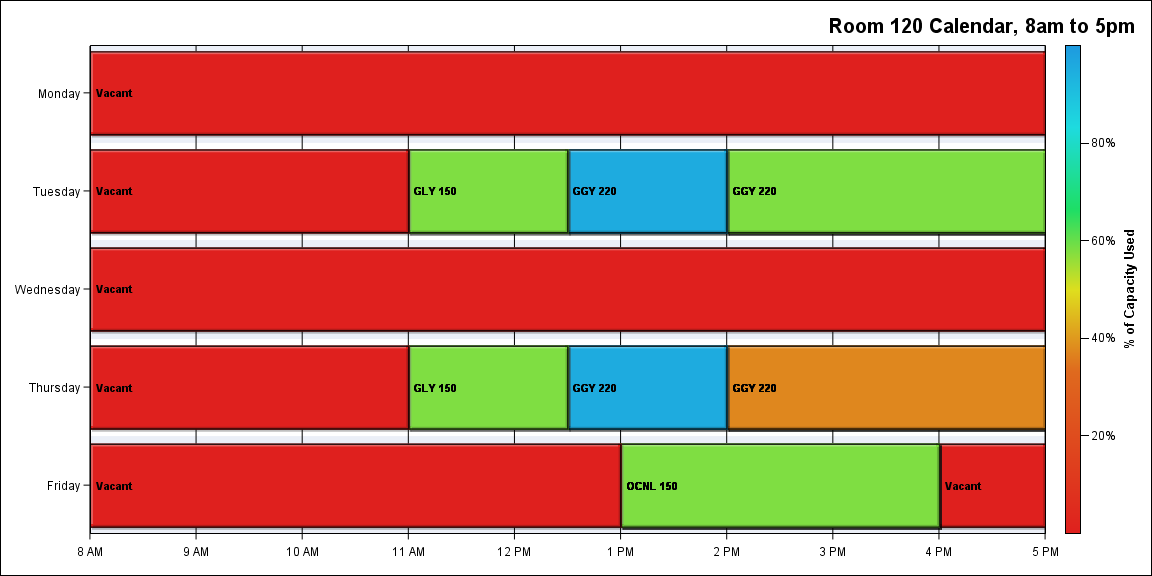 Room 120 Calendar, 8am to 5pm
Monday
Vacant
Tuesday
Vacant
GLY 150
GGY 220
GGY 220
Wednesday
Vacant
Thursday
Vacant
GLY 150
GGY 220
GGY 220
Friday
Vacant
OCNL 150
Vacant
8 AM
9 AM
10 AM
11 AM
12 PM
1 PM
2 PM
3 PM
4 PM
5 PM
80%
60%
40%
20%
% of Capacity Used